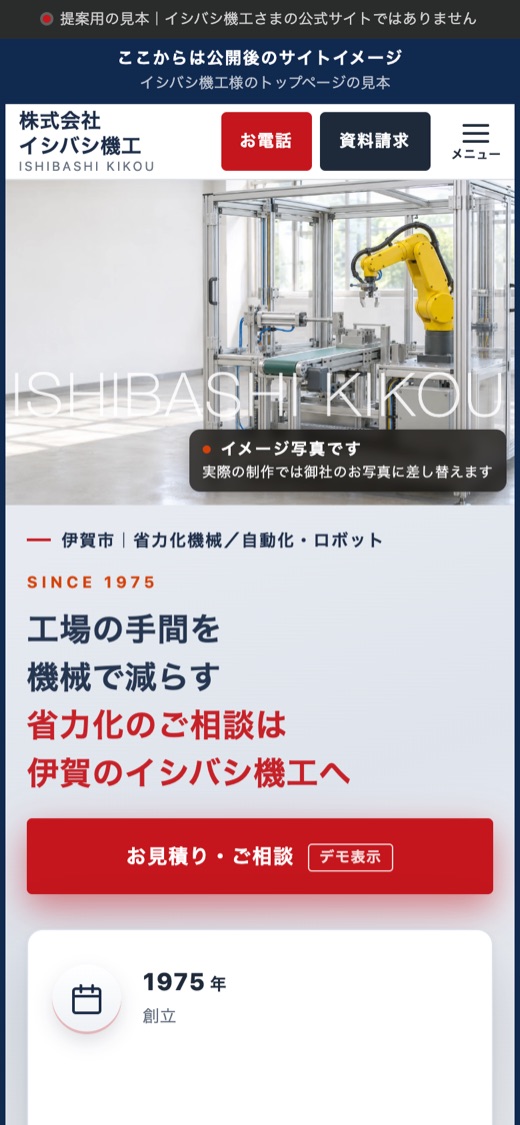 提案用の見本｜イシバシ機工さまの公式サイトではありません
ここからは公開後のサイトイメージ
イシバシ機工様のトップページの見本
株式会社
イシバシ機工
ISHIBASHI KIKOU
お電話
資料請求
メニュー
ISHIBASHI KIKOU
イメージ写真です
実際の制作では御社のお写真に差し替えます
伊賀市｜省力化機械／自動化・ロボット
SINCE 1975
工場の手間を
機械で減らす
省力化のご相談は
伊賀のイシバシ機工へ
お見積り・ご相談 デモ表示
1975 年
創立